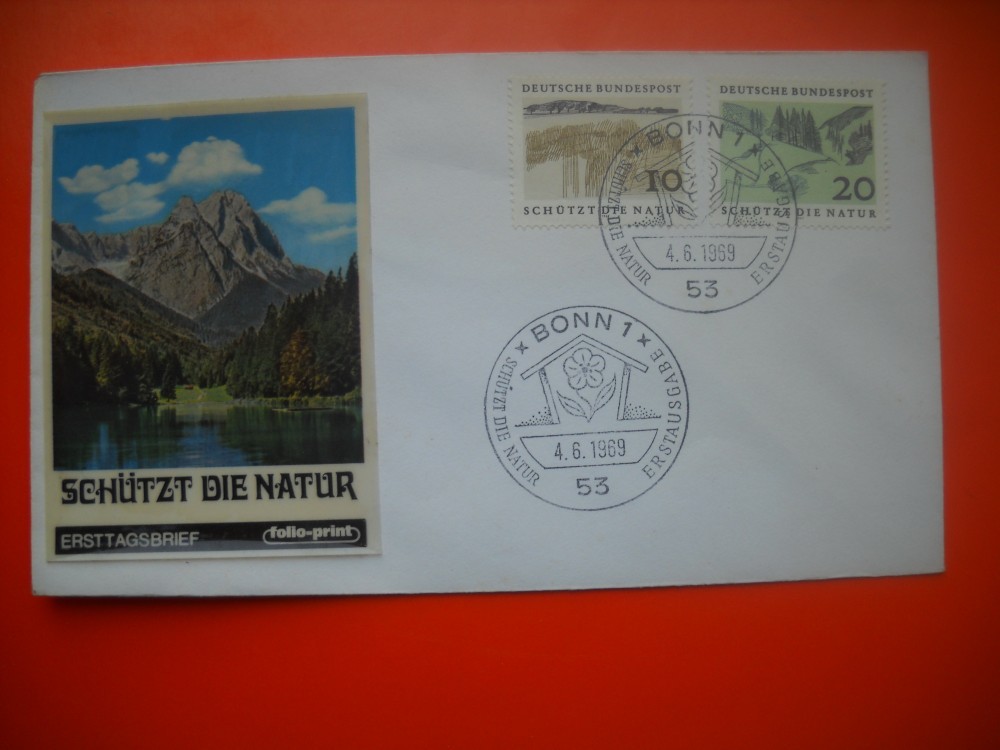 DEUTSCHE BUNDESPOST
10
SCHÜTZT DIE NATUR
DEUTSCHE BUNDESPOST
20
SCHÜTZT DIE NATUR
BONN 1
SCHÜTZT DIE NATUR
ERSTAUSGABE
4.6.1969
53
BONN 1
SCHÜTZT DIE NATUR
ERSTAUSGABE
4.6.1969
53
SCHÜTZT DIE NATUR
ERSTTAGSBRIEF
folio-print